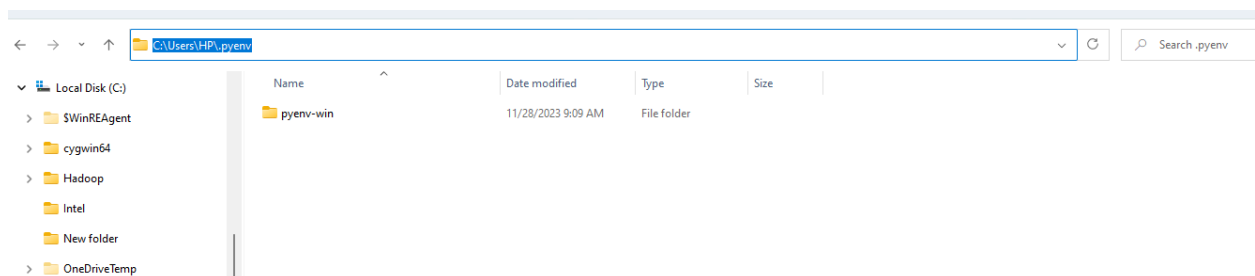 C:\Users\HP\.pyenv
Search .pyenv
Local Disk (C:)
Name Date modified Type Size
$WinREAgent
pyenv-win 11/28/2023 9:09 AM File folder
cygwin64
Hadoop
Intel
New folder
OneDriveTemp